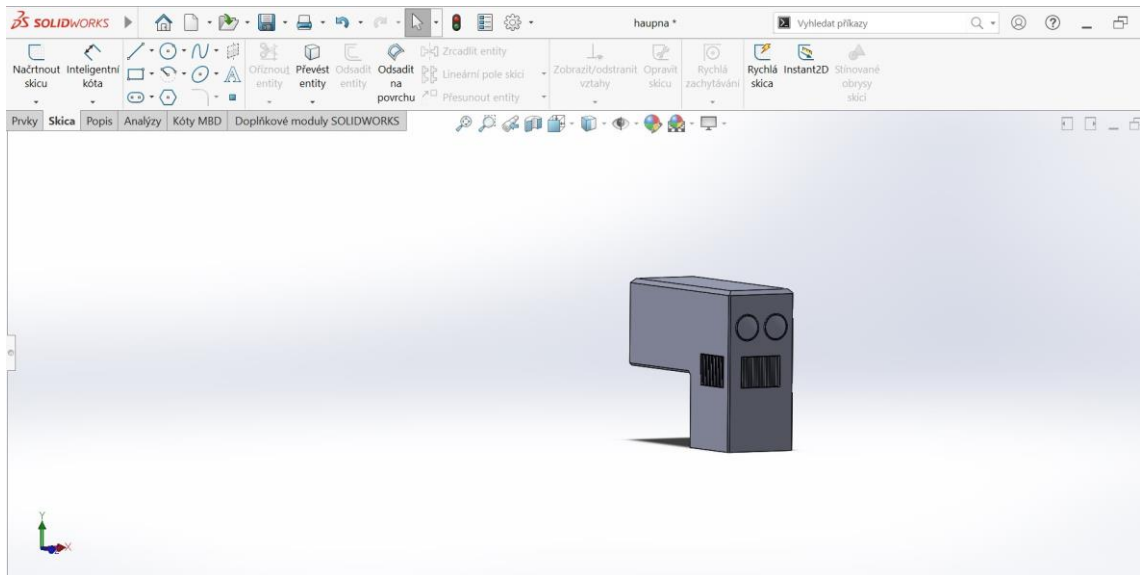 SOLIDWORKS
haupna *
Vyhledat příkazy
Načrtnout skicu
Inteligentní kóta
Oříznout entity
Převést entity
Odsadit entity
Odsadit na povrchu
Zrcadlit entity
Lineární pole skici
Přesunout entity
Zobrazit/odstranit vztahy
Opravit skicu
Rychlá zachytávání
Rychlá skica
Instant2D
Stínované obrysy skici
Prvky
Skica
Popis
Analýzy
Kóty MBD
Doplňkové moduly SOLIDWORKS
Y
X